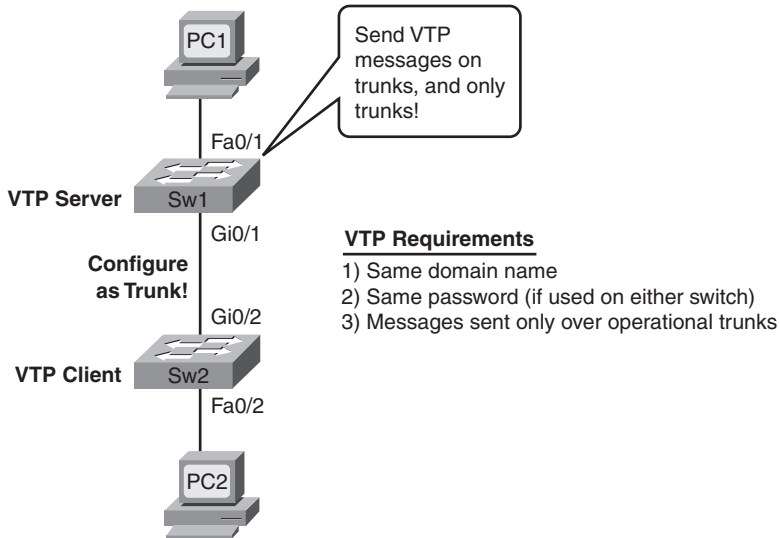 PC1
Send VTP
messages on
trunks, and only
trunks!
Fa0/1
VTP Server
Sw1
Gi0/1
Configure
as Trunk!
VTP Requirements
1) Same domain name
2) Same password (if used on either switch)
3) Messages sent only over operational trunks
Gi0/2
VTP Client
Sw2
Fa0/2
PC2